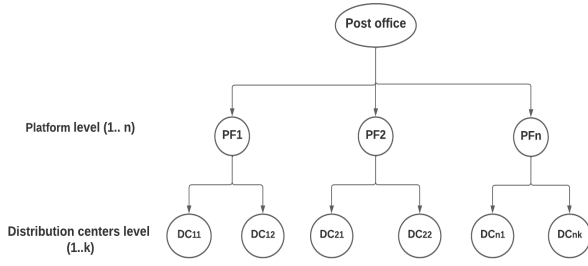 Post office
Platform level (1.. n)
PF1
PF2
PFn
Distribution centers level
(1..k)
DC11
DC12
DC21
DC22
DCn1
DCnk